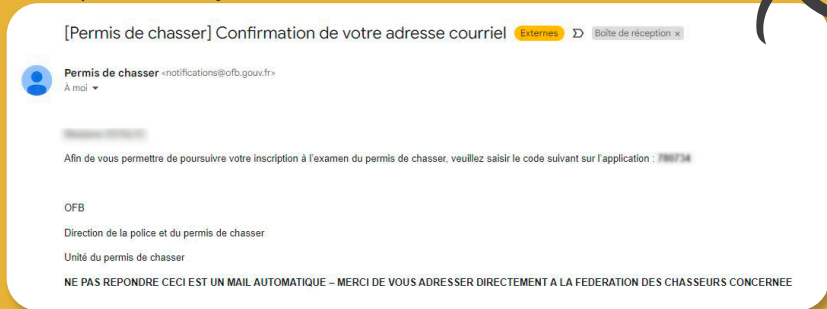 [Permis de chasser] Confirmation de votre adresse courriel Externes Boîte de réception ×
Permis de chasser <notifications@ofb.gouv.fr>
À moi
Afin de vous permettre de poursuivre votre inscription à l'examen du permis de chasser, veuillez saisir le code suivant sur l'application :
OFB
Direction de la police et du permis de chasser
Unité du permis de chasser
NE PAS REPONDRE CECI EST UN MAIL AUTOMATIQUE – MERCI DE VOUS ADRESSER DIRECTEMENT A LA FEDERATION DES CHASSEURS CONCERNEE